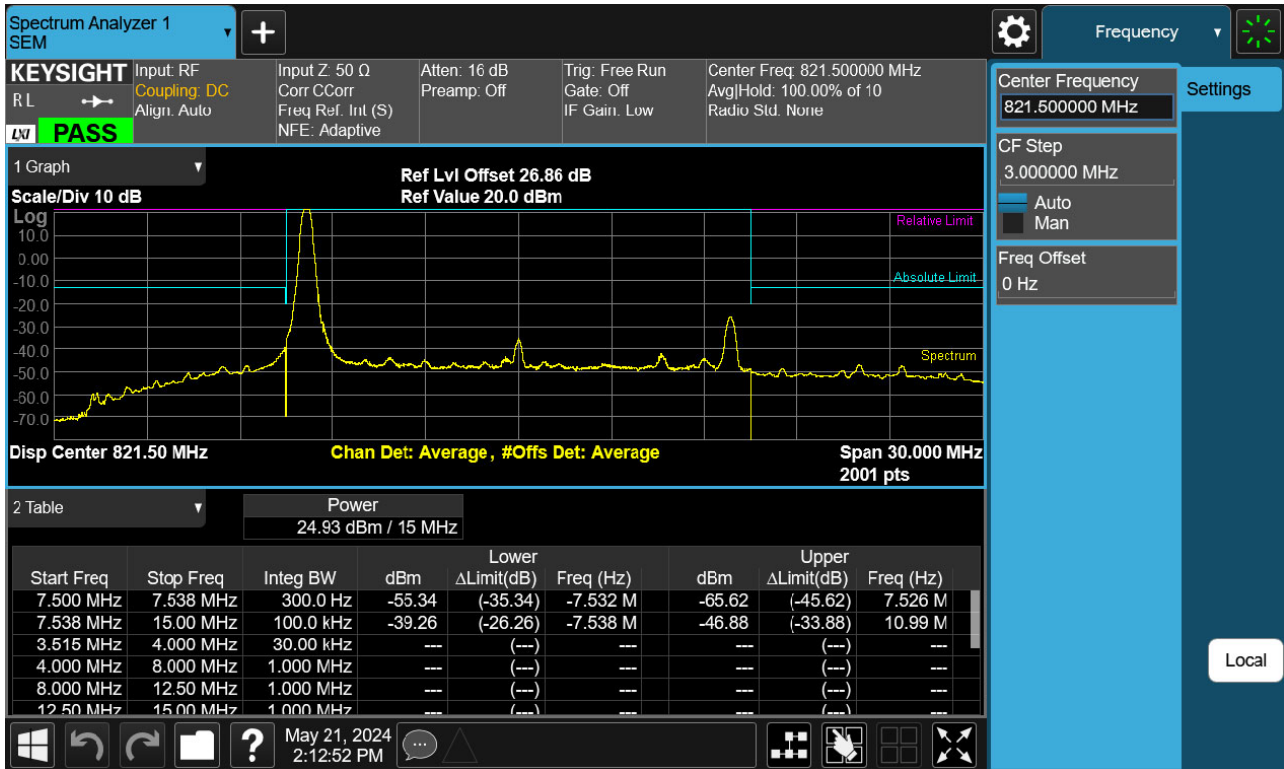 Spectrum Analyzer 1
SEM
Frequency
KEYSIGHT
R L
LXI
PASS
Input: RF
Coupling: DC
Align: Auto
Input Z: 50 Ω
Corr CCorr
Freq Ref: Int (S)
NFE: Adaptive
Atten: 16 dB
Preamp: Off
Trig: Free Run
Gate: Off
IF Gain: Low
Center Freq: 821.500000 MHz
Avg|Hold: 100.00% of 10
Radio Std: None
Center Frequency
821.500000 MHz
Settings
CF Step
3.000000 MHz
Auto
Man
Freq Offset
0 Hz
1 Graph
Scale/Div 10 dB
Ref Lvl Offset 26.86 dB
Ref Value 20.0 dBm
Log
10.0
0.00
-10.0
-20.0
-30.0
-40.0
-50.0
-60.0
-70.0
Relative Limit
Absolute Limit
Spectrum
Disp Center 821.50 MHz
Chan Det: Average, #Offs Det: Average
Span 30.000 MHz
2001 pts
2 Table
Power
24.93 dBm / 15 MHz
Lower Upper
Start Freq Stop Freq Integ BW dBm ΔLimit(dB) Freq (Hz) dBm ΔLimit(dB) Freq (Hz)
7.500 MHz 7.538 MHz 300.0 Hz -55.34 (-35.34) -7.532 M -65.62 (-45.62) 7.526 M
7.538 MHz 15.00 MHz 100.0 kHz -39.26 (-26.26) -7.538 M -46.88 (-33.88) 10.99 M
3.515 MHz 4.000 MHz 30.00 kHz --- (---) --- --- (---) ---
4.000 MHz 8.000 MHz 1.000 MHz --- (---) --- --- (---) ---
8.000 MHz 12.50 MHz 1.000 MHz --- (---) --- --- (---) ---
12.50 MHz 15.00 MHz 1.000 MHz --- (---) --- --- (---) ---
Local
May 21, 2024
2:12:52 PM